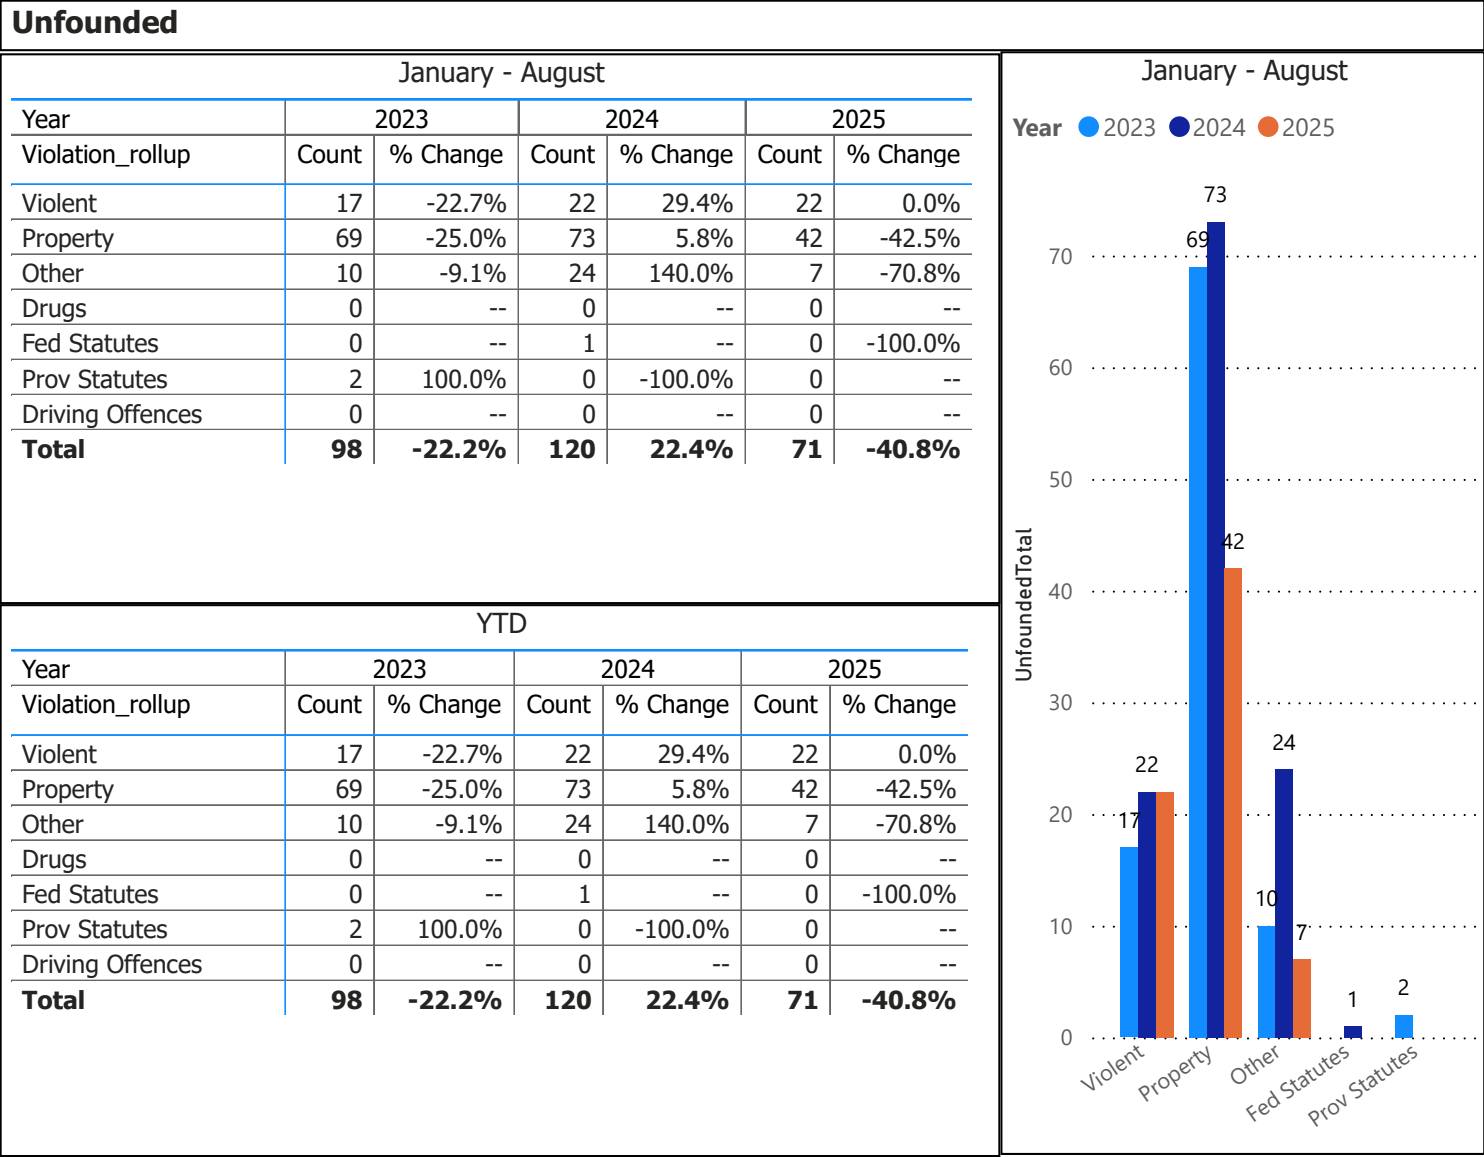 Unfounded
January - August
Year 2023 2024 2025
Violation_rollup Count % Change Count % Change Count % Change
Violent 17 -22.7% 22 29.4% 22 0.0%
Property 69 -25.0% 73 5.8% 42 -42.5%
Other 10 -9.1% 24 140.0% 7 -70.8%
Drugs 0 -- 0 -- 0 --
Fed Statutes 0 -- 1 -- 0 -100.0%
Prov Statutes 2 100.0% 0 -100.0% 0 --
Driving Offences 0 -- 0 -- 0 --
Total 98 -22.2% 120 22.4% 71 -40.8%
YTD
Year 2023 2024 2025
Violation_rollup Count % Change Count % Change Count % Change
Violent 17 -22.7% 22 29.4% 22 0.0%
Property 69 -25.0% 73 5.8% 42 -42.5%
Other 10 -9.1% 24 140.0% 7 -70.8%
Drugs 0 -- 0 -- 0 --
Fed Statutes 0 -- 1 -- 0 -100.0%
Prov Statutes 2 100.0% 0 -100.0% 0 --
Driving Offences 0 -- 0 -- 0 --
Total 98 -22.2% 120 22.4% 71 -40.8%
January - August
Year 2023 2024 2025
UnfoundedTotal
70
60
50
40
30
20
10
0
17
22
69
73
42
10
24
7
1
2
Violent
Property
Other
Fed Statutes
Prov Statutes